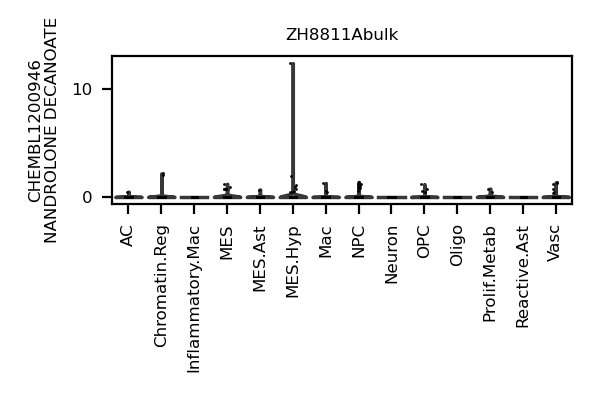 ZH8811Abulk
CHEMBL1200946
NANDROLONE DECANOATE
10
0
AC
Chromatin.Reg
Inflammatory.Mac
MES
MES.Ast
MES.Hyp
Mac
NPC
Neuron
OPC
Oligo
Prolif.Metab
Reactive.Ast
Vasc